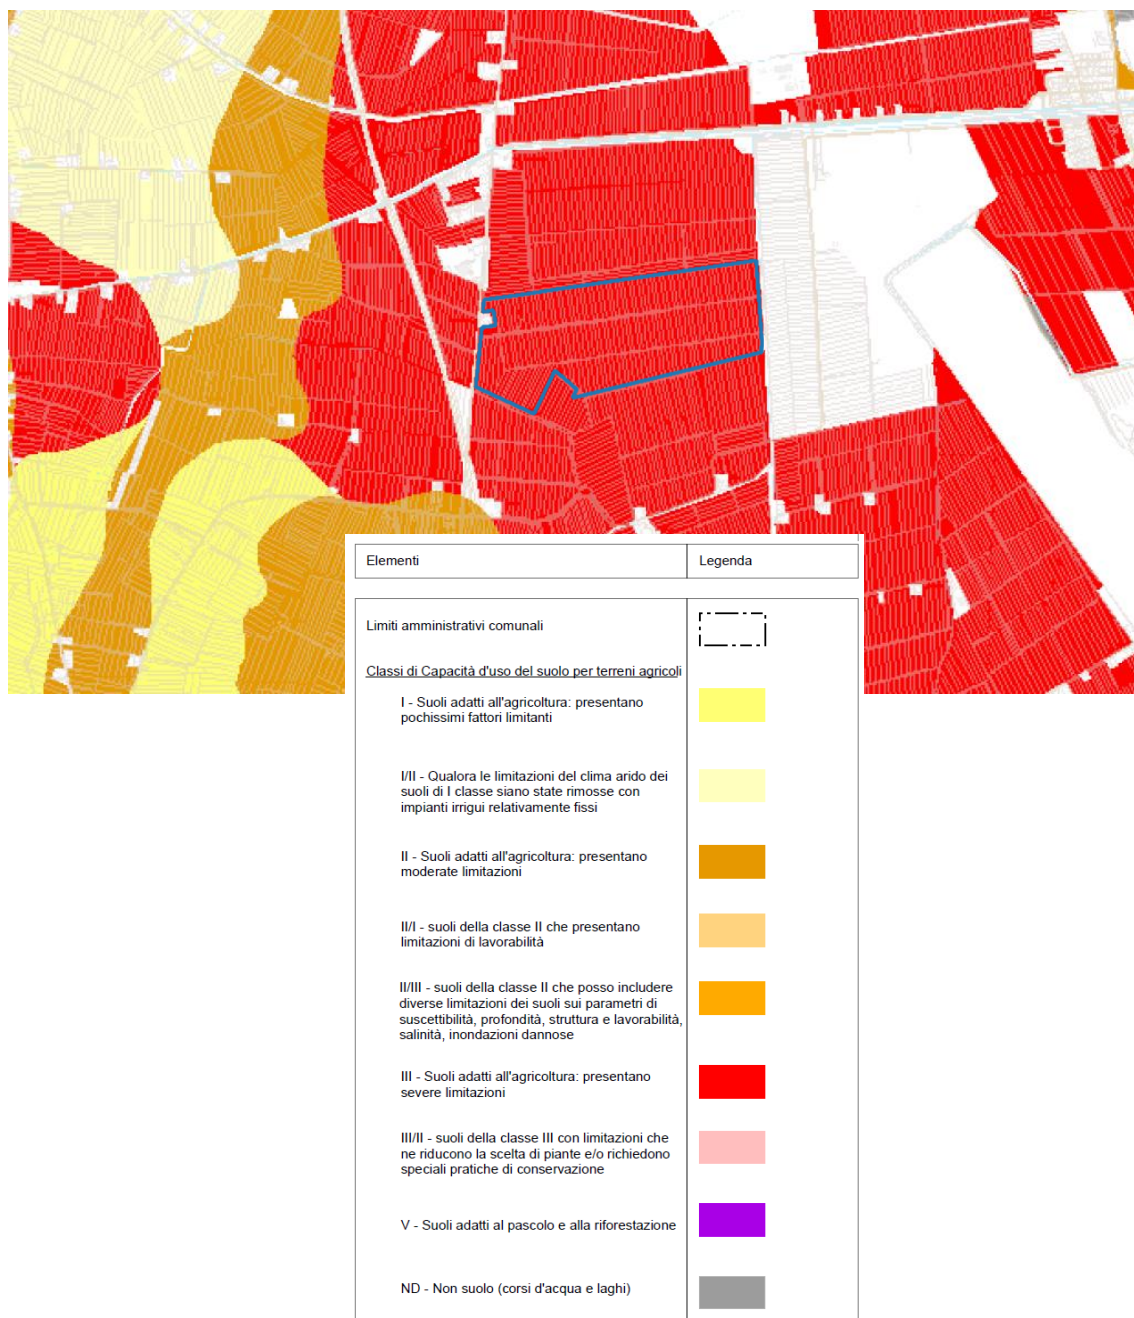 Elementi
Legenda
Limiti amministrativi comunali
Classi di Capacità d'uso del suolo per terreni agricoli
I - Suoli adatti all'agricoltura: presentano
pochissimi fattori limitanti
I/II - Qualora le limitazioni del clima arido dei
suoli di I classe siano state rimosse con
impianti irrigui relativamente fissi
II - Suoli adatti all'agricoltura: presentano
moderate limitazioni
II/I - suoli della classe II che presentano
limitazioni di lavorabilità
II/III - suoli della classe II che posso includere
diverse limitazioni dei suoli sui parametri di
suscettibilità, profondità, struttura e lavorabilità,
salinità, inondazioni dannose
III - Suoli adatti all'agricoltura: presentano
severe limitazioni
III/II - suoli della classe III con limitazioni che
ne riducono la scelta di piante e/o richiedono
speciali pratiche di conservazione
V - Suoli adatti al pascolo e alla riforestazione
ND - Non suolo (corsi d'acqua e laghi)